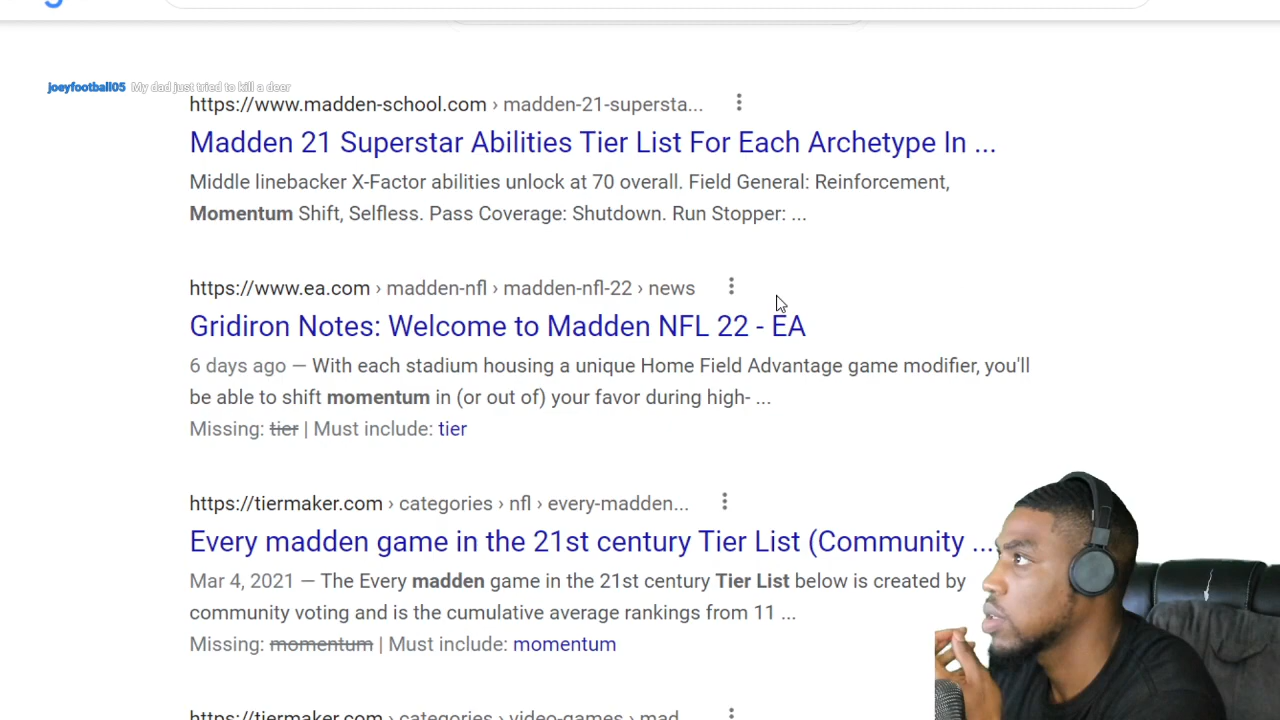 joeyfootball05 My dad just tried to kill a deer
https://www.madden-school.com › madden-21-supersta...
Madden 21 Superstar Abilities Tier List For Each Archetype In ...
Middle linebacker X-Factor abilities unlock at 70 overall. Field General: Reinforcement,
Momentum Shift, Selfless. Pass Coverage: Shutdown. Run Stopper: ...
https://www.ea.com › madden-nfl › madden-nfl-22 › news
Gridiron Notes: Welcome to Madden NFL 22 - EA
6 days ago — With each stadium housing a unique Home Field Advantage game modifier, you'll
be able to shift momentum in (or out of) your favor during high- ...
Missing: tier | Must include: tier
https://tiermaker.com › categories › nfl › every-madden...
Every madden game in the 21st century Tier List (Community ...
Mar 4, 2021 — The Every madden game in the 21st century Tier List below is created by
community voting and is the cumulative average rankings from 11 ...
Missing: momentum | Must include: momentum
https://tiermaker.com › categories › video-games › mad...